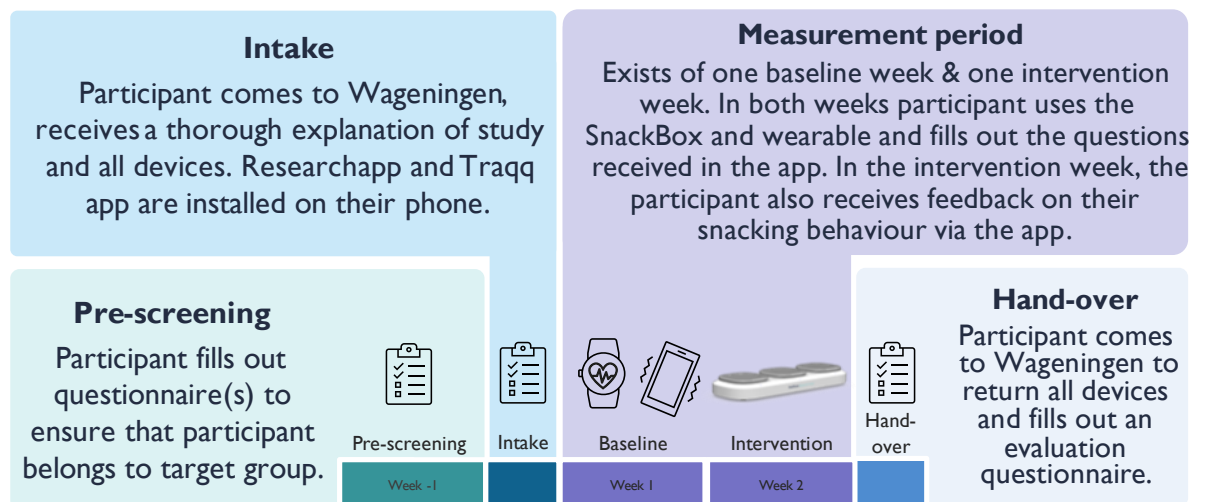 Intake
Participant comes to Wageningen,
receives a thorough explanation of study
and all devices. Researchapp and Traqq
app are installed on their phone.
Measurement period
Exists of one baseline week & one intervention
week. In both weeks participant uses the
SnackBox and wearable and fills out the questions
received in the app. In the intervention week, the
participant also receives feedback on their
snacking behaviour via the app.
Pre-screening
Participant fills out
questionnaire(s) to
ensure that participant
belongs to target group.
Hand-over
Participant comes
to Wageningen to
return all devices
and fills out an
evaluation
questionnaire.
Pre-screening
Intake
Baseline
Intervention
Hand-
over
Week -1
Week 1
Week 2